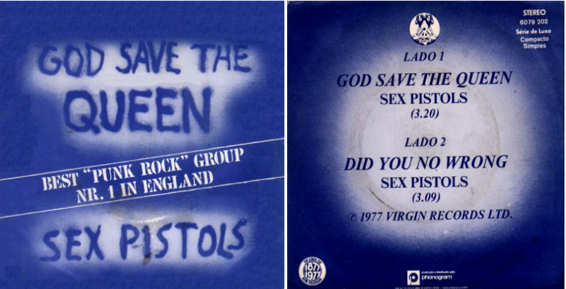 GOD SAVE THE
QUEEN
BEST "PUNK ROCK" GROUP
NR. 1 IN ENGLAND
SEX PISTOLS
STEREO
6079 202
Série de Luxo
Compacto
Simples
LADO 1
GOD SAVE THE QUEEN
SEX PISTOLS
(3.20)
LADO 2
DID YOU NO WRONG
SEX PISTOLS
(3.09)
© 1977 VIRGIN RECORDS LTD.
1877
1977
phonogram